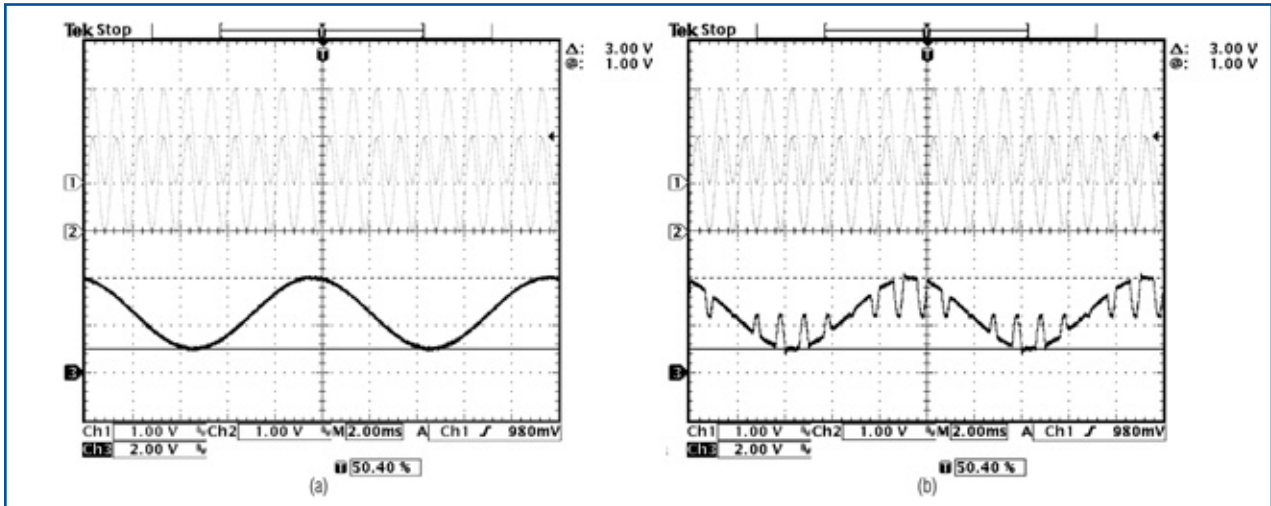 Tek Stop
T
Δ: 3.00 V
@: 1.00 V
1
2
3
Ch1 1.00 V Ch2 1.00 V M 2.00ms A Ch1 980mV
Ch3 2.00 V
T 50.40 %
(a)
Tek Stop
T
Δ: 3.00 V
@: 1.00 V
1
2
3
Ch1 1.00 V Ch2 1.00 V M 2.00ms A Ch1 980mV
Ch3 2.00 V
T 50.40 %
(b)